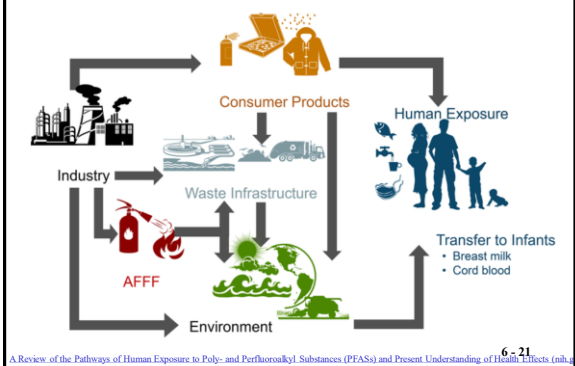 Consumer Products
Human Exposure
Industry
Waste Infrastructure
Transfer to Infants
• Breast milk
• Cord blood
AFFF
Environment
6 - 21
A Review of the Pathways of Human Exposure to Poly- and Perfluoroalkyl Substances (PFASs) and Present Understanding of Health Effects (nih.g